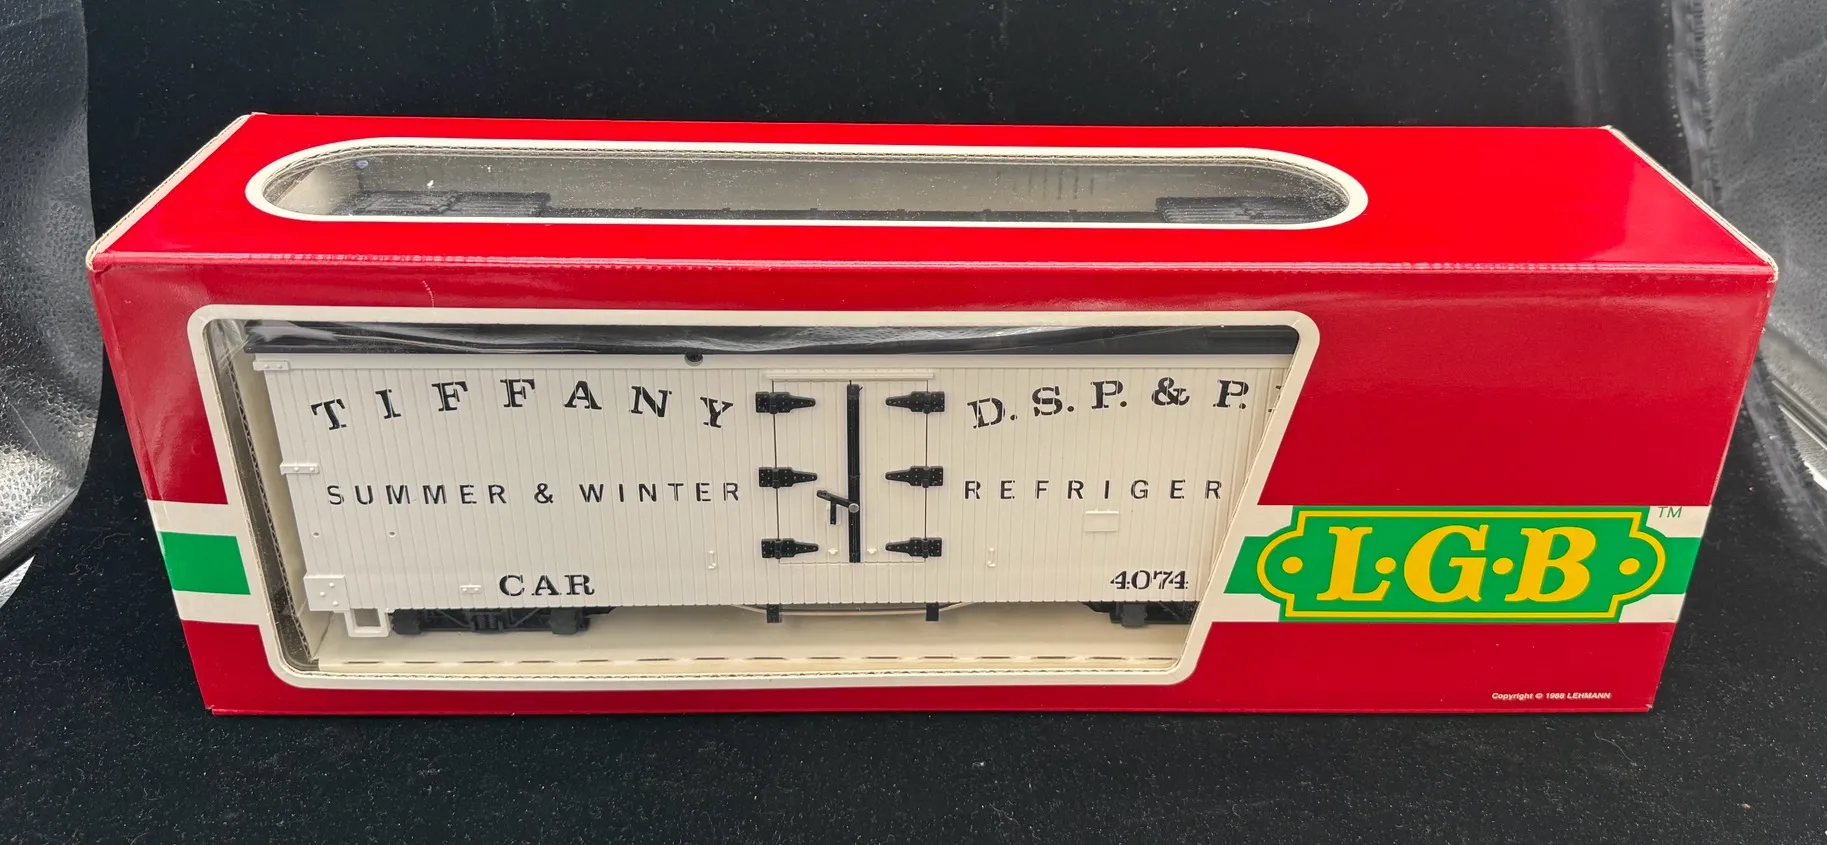 TIFFANY D. S. P. & P.
SUMMER & WINTER REFRIGER
CAR 4074
L·G·B TM
Copyright © 1988 LEHMANN